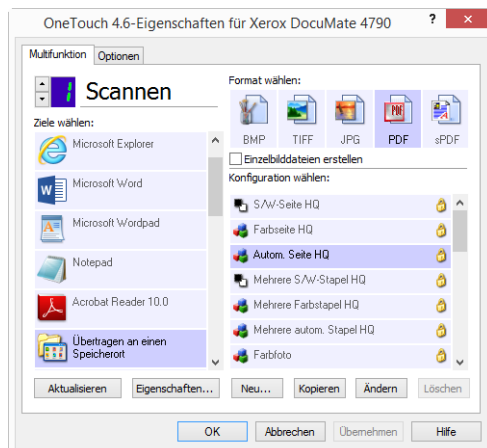 OneTouch 4.6-Eigenschaften für Xerox DocuMate 4790
?
Multifunktion
Optionen
1
Scannen
Ziele wählen:
Microsoft Explorer
Microsoft Word
Microsoft Wordpad
Notepad
Acrobat Reader 10.0
Übertragen an einen
Speicherort
Aktualisieren
Eigenschaften...
Format wählen:
BMP
TIFF
JPG
PDF
sPDF
Einzelbilddateien erstellen
Konfiguration wählen:
S/W-Seite HQ
Farbseite HQ
Autom. Seite HQ
Mehrere S/W-Stapel HQ
Mehrere Farbstapel HQ
Mehrere autom. Stapel HQ
Farbfoto
Neu...
Kopieren
Ändern
Löschen
OK
Abbrechen
Übernehmen
Hilfe